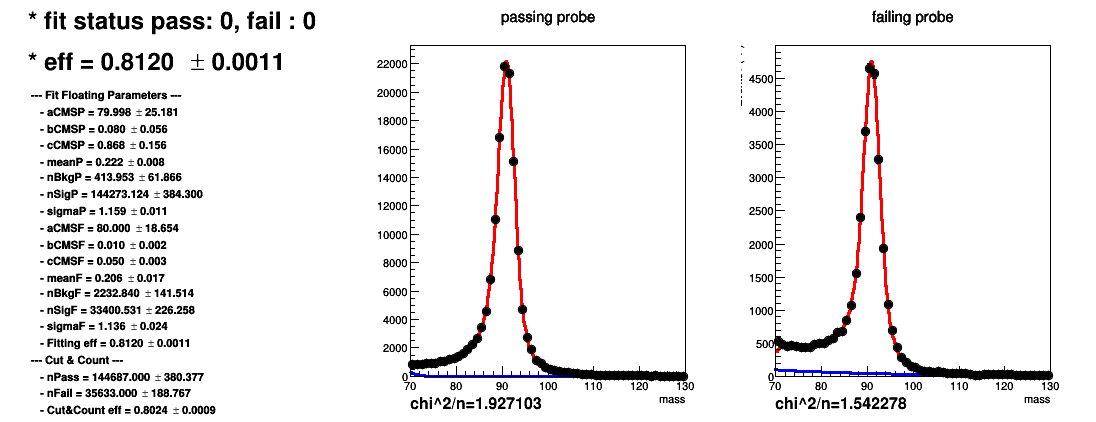 * fit status pass: 0, fail : 0
* eff = 0.8120 ± 0.0011
--- Fit Floating Parameters ---
- aCMSP = 79.998 ± 25.181
- bCMSP = 0.080 ± 0.056
- cCMSP = 0.868 ± 0.156
- meanP = 0.222 ± 0.008
- nBkgP = 413.953 ± 61.866
- nSigP = 144273.124 ± 384.300
- sigmaP = 1.159 ± 0.011
- aCMSF = 80.000 ± 18.654
- bCMSF = 0.010 ± 0.002
- cCMSF = 0.050 ± 0.003
- meanF = 0.206 ± 0.017
- nBkgF = 2232.840 ± 141.514
- nSigF = 33400.531 ± 226.258
- sigmaF = 1.136 ± 0.024
- Fitting eff = 0.8120 ± 0.0011
--- Cut & Count ---
- nPass = 144687.000 ± 380.377
- nFail = 35633.000 ± 188.767
- Cut&Count eff = 0.8024 ± 0.0009
passing probe
22000
20000
18000
16000
14000
12000
10000
8000
6000
4000
2000
0
70 80 90 100 110 120 130
mass
chi^2/n=1.927103
failing probe
4500
4000
3500
3000
2500
2000
1500
1000
500
0
70 80 90 100 110 120 130
mass
chi^2/n=1.542278